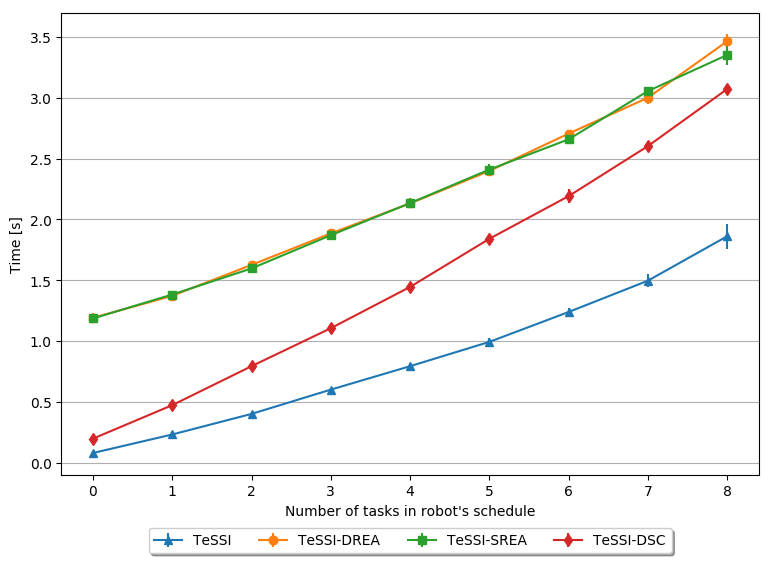 3.5
3.0
2.5
2.0
1.5
1.0
0.5
0.0
Time [s]
0 1 2 3 4 5 6 7 8
Number of tasks in robot's schedule
TeSSI TeSSI-DREA TeSSI-SREA TeSSI-DSC